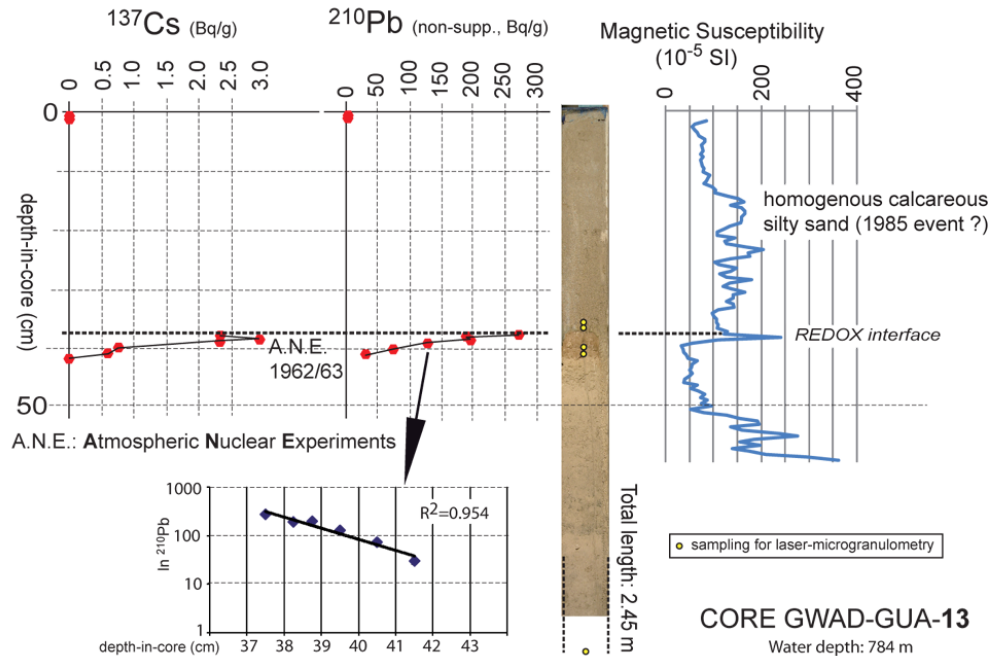 137Cs (Bq/g)
210Pb (non-supp., Bq/g)
Magnetic Susceptibility
(10-5 SI)
0 0.5 1.0 1.5 2.0 2.5 3.0
0 50 100 150 200 250 300
0 200 400
0
50
depth-in-core (cm)
homogenous calcareous
silty sand (1985 event ?)
REDOX interface
A.N.E.
1962/63
A.N.E.: Atmospheric Nuclear Experiments
1000
100
10
1
ln 210Pb
R2=0.954
37 38 39 40 41 42 43
depth-in-core (cm)
Total length: 2.45 m
sampling for laser-microgranulometry
CORE GWAD-GUA-13
Water depth: 784 m